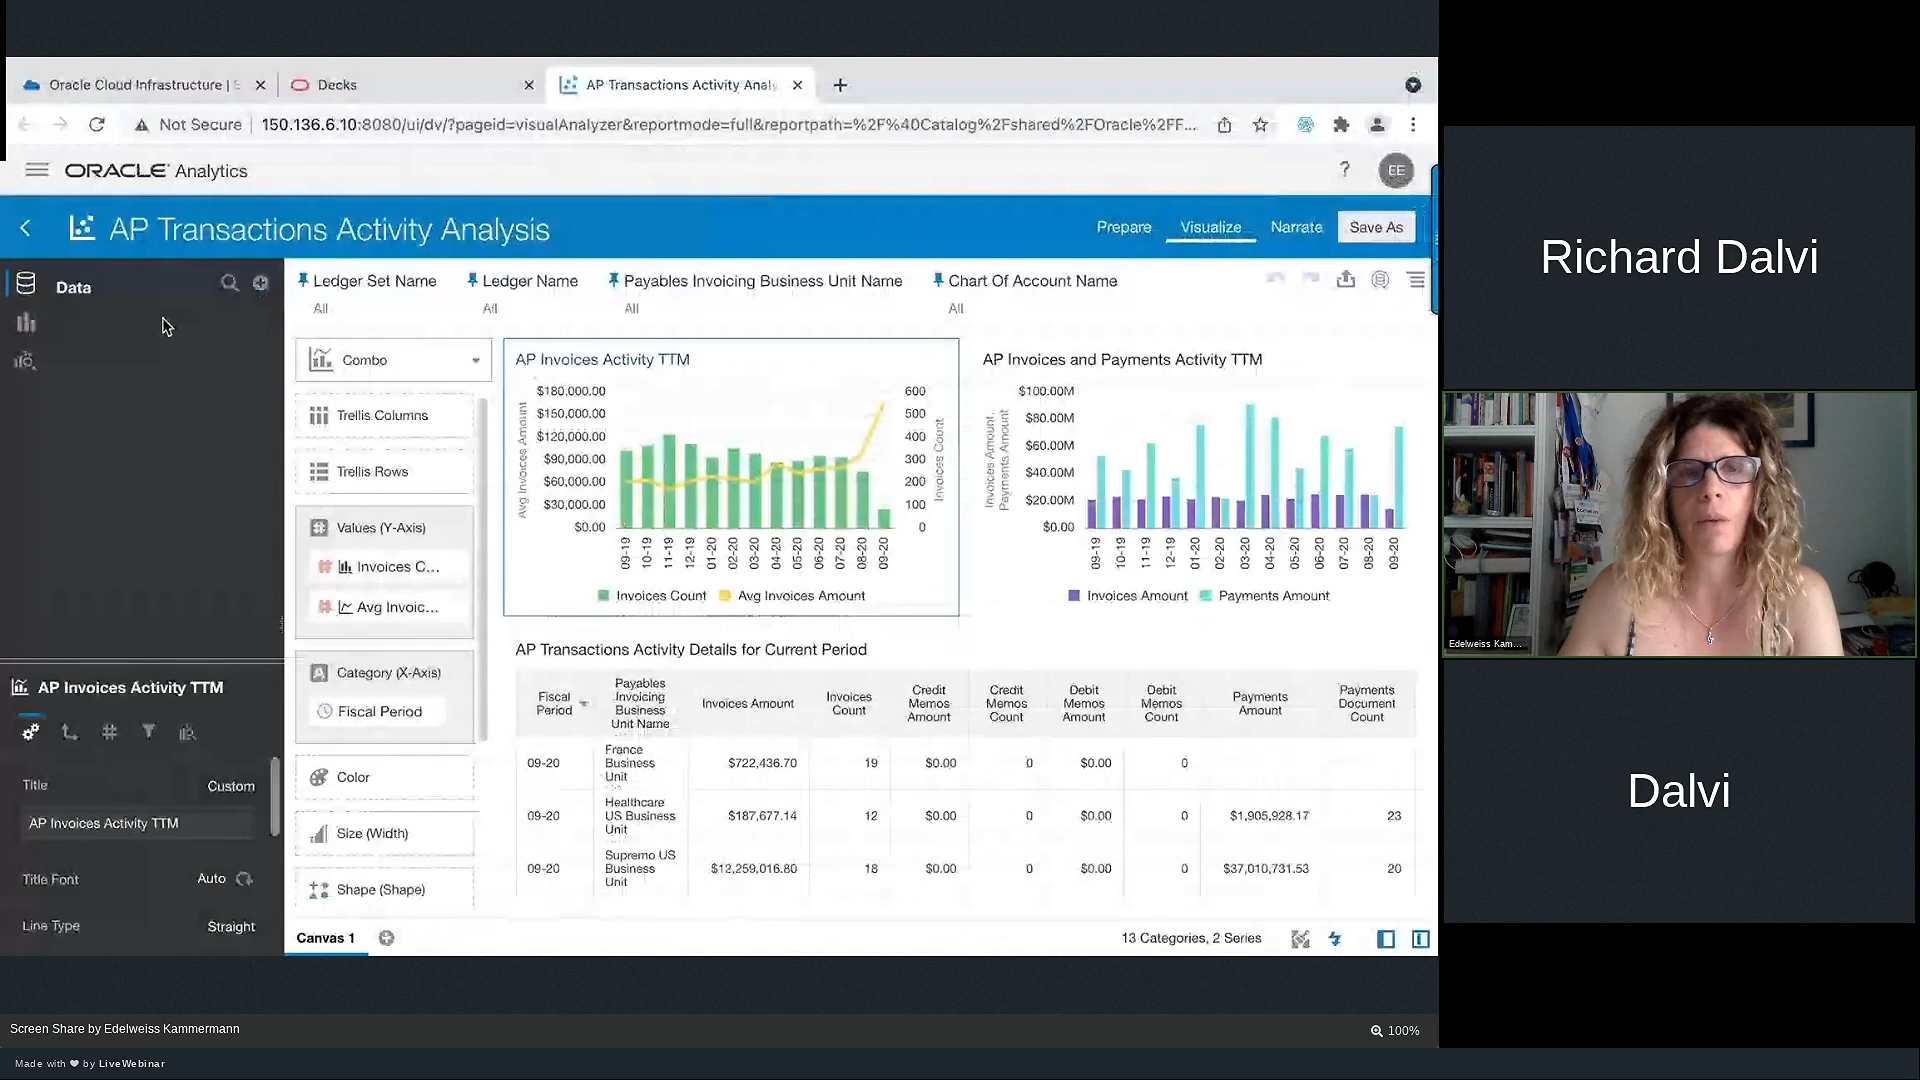 Oracle Cloud Infrastructure | S
Decks
AP Transactions Activity Analy
Not Secure
150.136.6.10:8080/ui/dv/?pageid=visualAnalyzer&reportmode=full&reportpath=%2F%40Catalog%2Fshared%2FOracle%2FF...
ORACLE Analytics
?
EE
AP Transactions Activity Analysis
Prepare
Visualize
Narrate
Save As
Data
Ledger Set Name
Ledger Name
Payables Invoicing Business Unit Name
Chart Of Account Name
All
All
All
All
Combo
Trellis Columns
Trellis Rows
Values (Y-Axis)
Invoices C...
Avg Invoic...
Category (X-Axis)
Fiscal Period
Color
Size (Width)
Shape (Shape)
AP Invoices Activity TTM
Avg Invoices Amount
$180,000.00
$150,000.00
$120,000.00
$90,000.00
$60,000.00
$30,000.00
$0.00
600
500
400
300
200
100
0
Invoices Count
09-19
10-19
11-19
12-19
01-20
02-20
03-20
04-20
05-20
06-20
07-20
08-20
09-20
Invoices Count
Avg Invoices Amount
AP Invoices and Payments Activity TTM
Invoices Amount,
Payments Amount
$100.00M
$80.00M
$60.00M
$40.00M
$20.00M
$0.00
09-19
10-19
11-19
12-19
01-20
02-20
03-20
04-20
05-20
06-20
07-20
08-20
09-20
Invoices Amount
Payments Amount
AP Transactions Activity Details for Current Period
Fiscal Period
Payables Invoicing Business Unit Name
Invoices Amount
Invoices Count
Credit Memos Amount
Credit Memos Count
Debit Memos Amount
Debit Memos Count
Payments Amount
Payments Document Count
09-20 France Business Unit $722,436.70 19 $0.00 0 $0.00 0
09-20 Healthcare US Business Unit $187,677.14 12 $0.00 0 $0.00 0 $1,905,928.17 23
09-20 Supremo US Business Unit $12,259,016.80 18 $0.00 0 $0.00 0 $37,010,731.53 20
AP Invoices Activity TTM
Title
Custom
AP Invoices Activity TTM
Title Font
Auto
Line Type
Straight
Canvas 1
13 Categories, 2 Series
Screen Share by Edelweiss Kammermann
100%
Made with ❤ by LiveWebinar
Richard Dalvi
Edelweiss Kam...
Dalvi